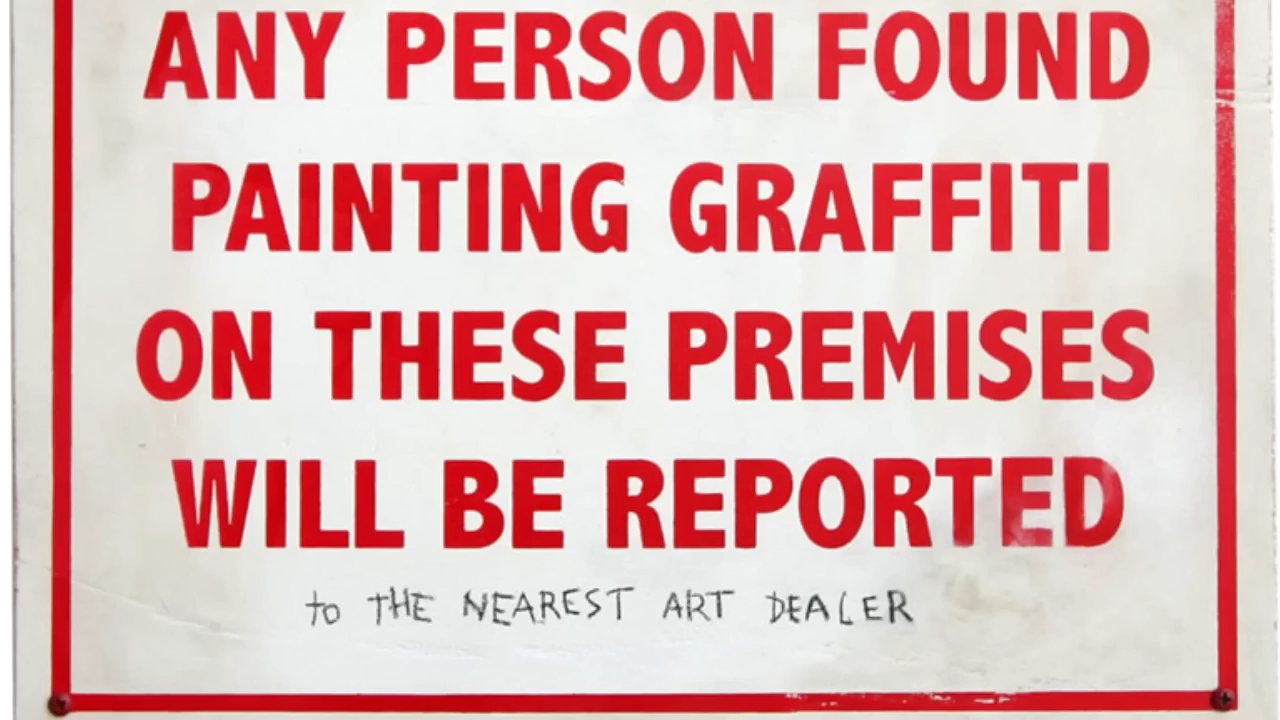 ANY PERSON FOUND
PAINTING GRAFFITI
ON THESE PREMISES
WILL BE REPORTED
to THE NEAREST ART DEALER